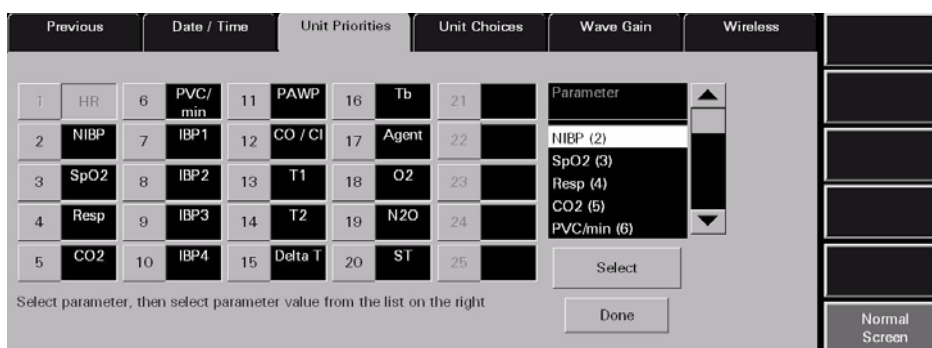 Previous Date / Time Unit Priorities Unit Choices Wave Gain Wireless
1 HR 6 PVC/ min 11 PAWP 16 Tb 21
2 NIBP 7 IBP1 12 CO / CI 17 Agent 22
3 SpO2 8 IBP2 13 T1 18 O2 23
4 Resp 9 IBP3 14 T2 19 N2O 24
5 CO2 10 IBP4 15 Delta T 20 ST 25
Select parameter, then select parameter value from the list on the right
Parameter
NIBP (2)
SpO2 (3)
Resp (4)
CO2 (5)
PVC/min (6)
Select
Done
Normal
Screen